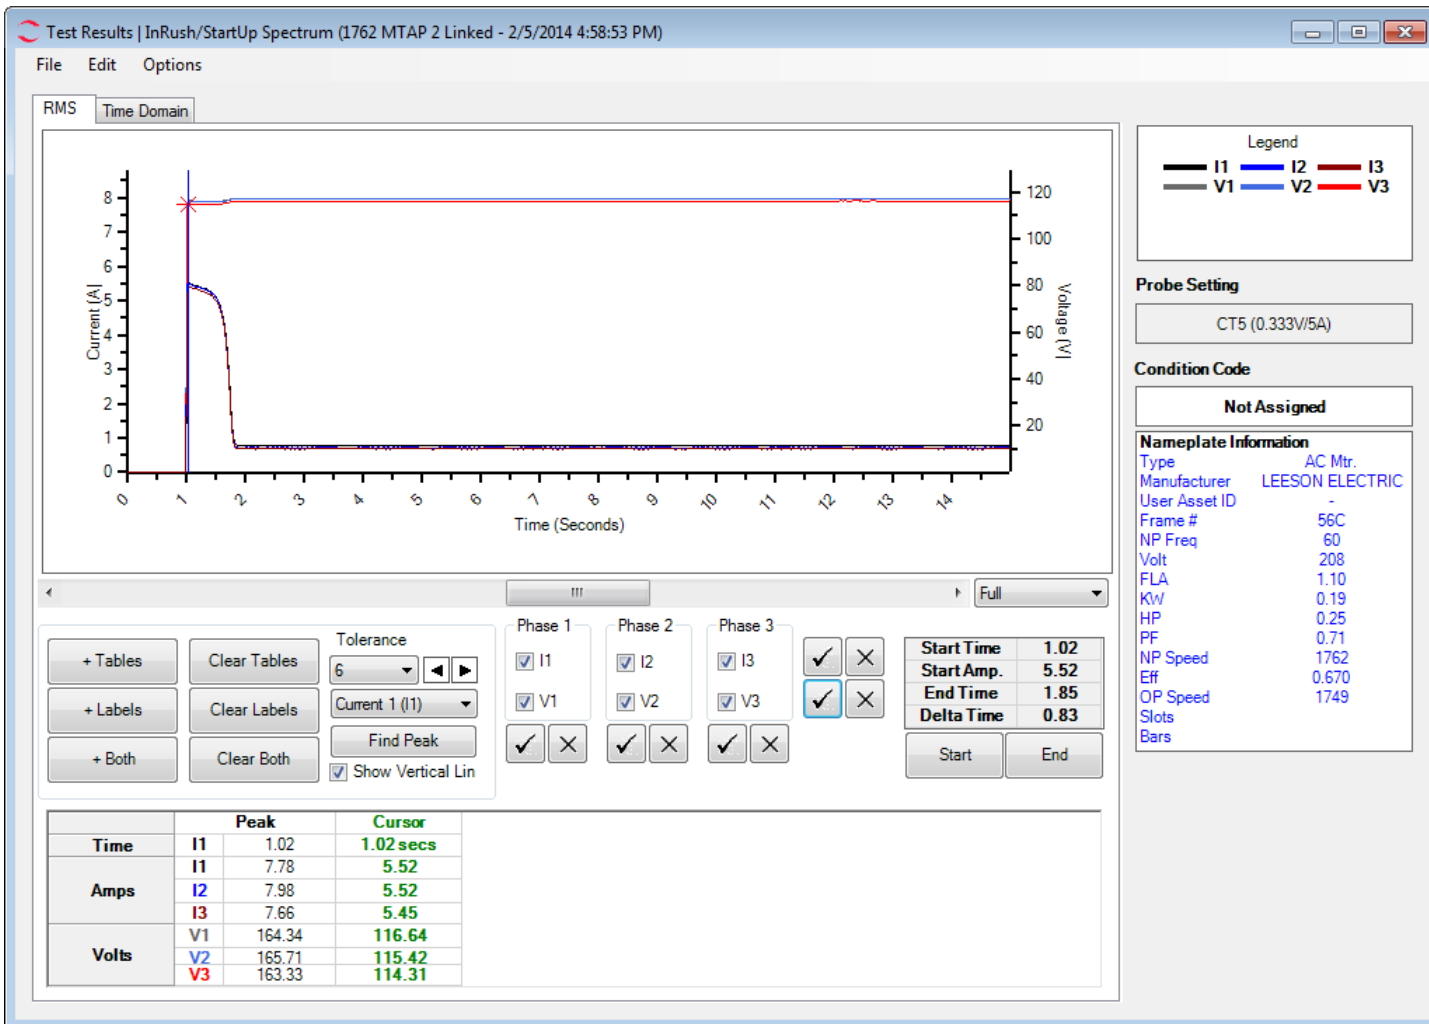 Test Results | InRush/StartUp Spectrum (1762 MTAP 2 Linked - 2/5/2014 4:58:53 PM)
File Edit Options
RMS Time Domain
Current (A)
8
7
6
5
4
3
2
1
0
120
100
80
60
40
20
Voltage (V)
0 1 2 3 4 5 6 7 8 9 10 11 12 13 14
Time (Seconds)
Legend
I1 I2 I3
V1 V2 V3
Probe Setting
CT5 (0.333V/5A)
Condition Code
Not Assigned
Nameplate Information
Type AC Mtr.
Manufacturer LEESON ELECTRIC
User Asset ID -
Frame # 56C
NP Freq 60
Volt 208
FLA 1.10
KW 0.19
HP 0.25
PF 0.71
NP Speed 1762
Eff 0.670
OP Speed 1749
Slots
Bars
Full
+ Tables Clear Tables
+ Labels Clear Labels
+ Both Clear Both
Tolerance
6
Current 1 (I1)
Find Peak
Show Vertical Lin
Phase 1 Phase 2 Phase 3
I1 I2 I3
V1 V2 V3
Start Time 1.02
Start Amp. 5.52
End Time 1.85
Delta Time 0.83
Start End
Peak Cursor
Time I1 1.02 1.02 secs
Amps I1 7.78 5.52
I2 7.98 5.52
I3 7.66 5.45
Volts V1 164.34 116.64
V2 165.71 115.42
V3 163.33 114.31